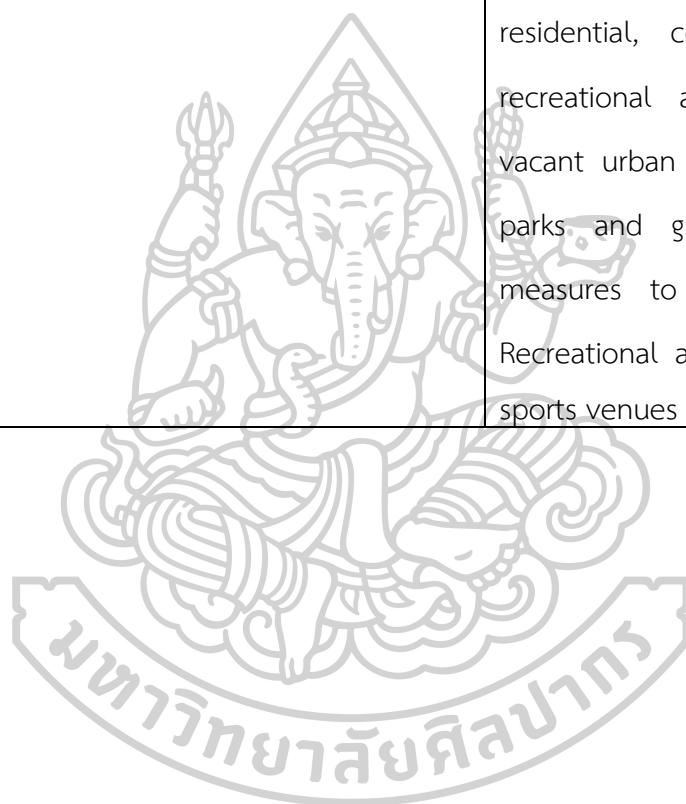 residential,
recreational
vacant urban
parks and
measures to
Recreational
sports venues
มหาวิทยาลัยศิลปากร